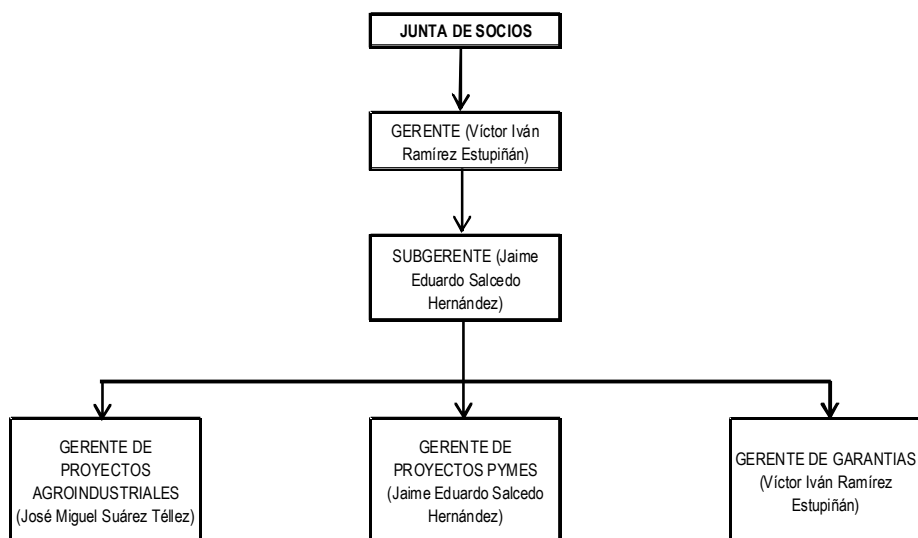 JUNTA DE SOCIOS
GERENTE (Víctor Iván
Ramírez Estupiñán)
SUBGERENTE (Jaime
Eduardo Salcedo
Hernández)
GERENTE DE
PROYECTOS
AGROINDUSTRIALES
(José Miguel Suárez Téllez)
GERENTE DE
PROYECTOS PYMES
(Jaime Eduardo Salcedo
Hernández)
GERENTE DE GARANTIAS
(Víctor Iván Ramírez
Estupiñán)